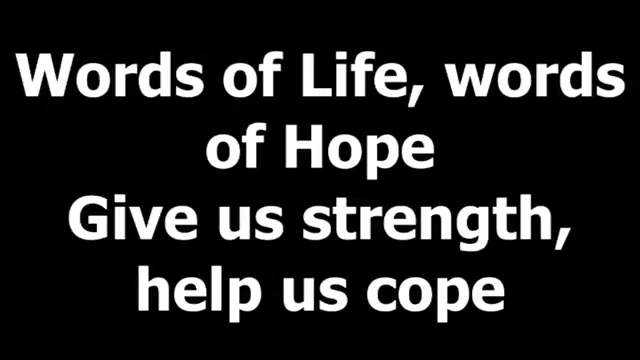 Words of Life, words
of Hope
Give us strength,
help us cope